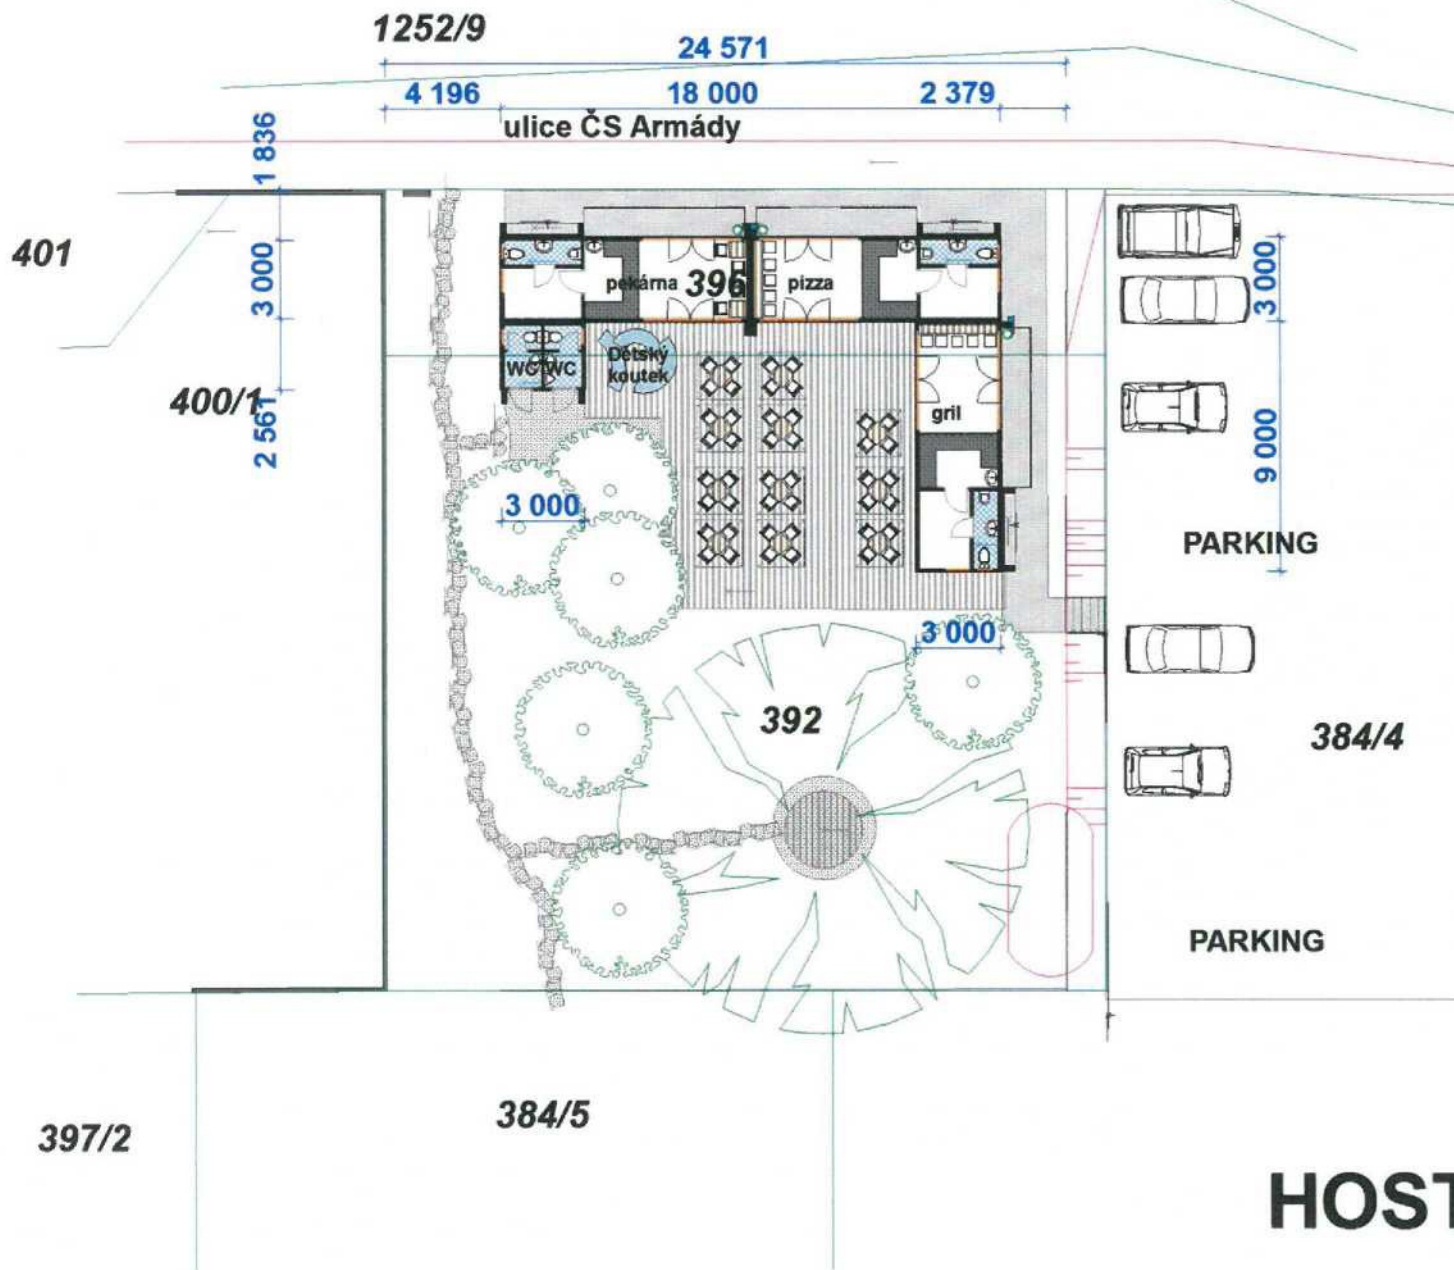 1252/9
24 571
4 196
18 000
2 379
ulice ČS Armády
1 836
401
3 000
pekárna
396
pizza
3 000
WC
WC
Dětský
koutek
400/1
2 561
gril
9 000
3 000
PARKING
3 000
392
384/4
PARKING
384/5
397/2
HOST